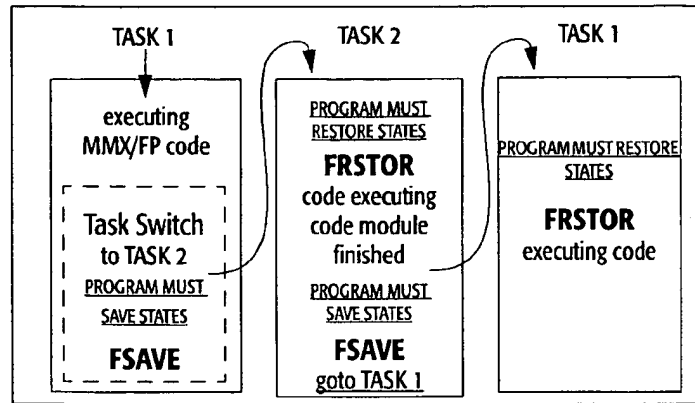 TASK 1
executing
MMX/FP code
Task Switch
to TASK 2
PROGRAM MUST
SAVE STATES
FSAVE
TASK 2
PROGRAM MUST
RESTORE STATES
FRSTOR
code executing
code module
finished
PROGRAM MUST
SAVE STATES
FSAVE
goto TASK 1
TASK 1
PROGRAM MUST RESTORE
STATES
FRSTOR
executing code